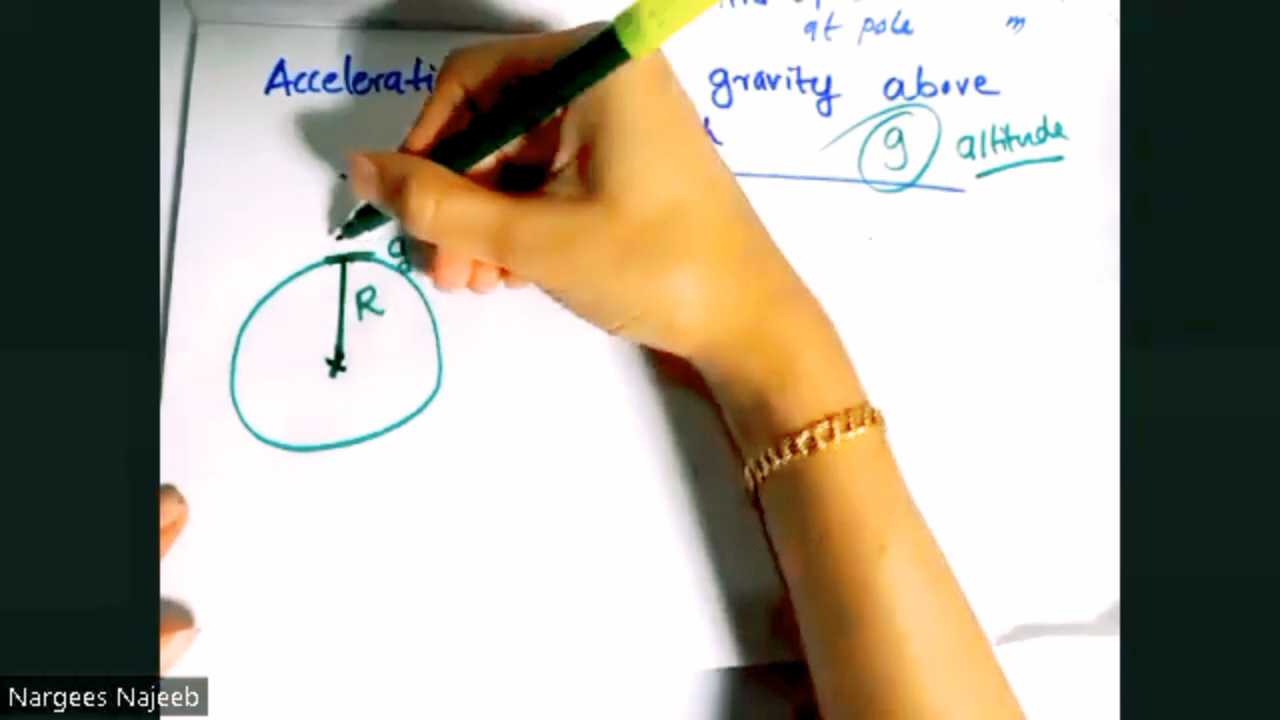 at pole "
Accelerati gravity above
g altitude
g
R
Nargees Najeeb